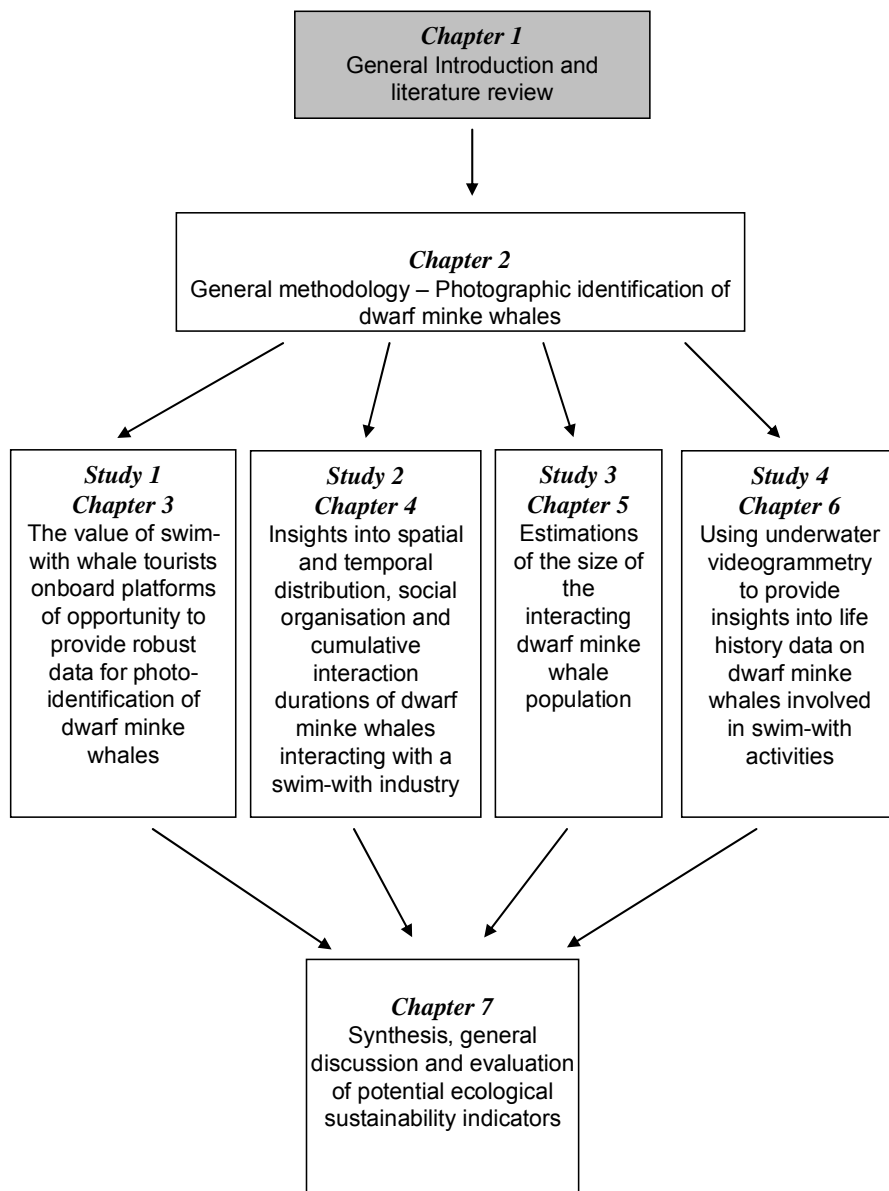 Chapter 1
General Introduction and
literature review
Chapter 2
General methodology – Photographic identification of
dwarf minke whales
Study 1
Chapter 3
The value of swim-
with whale tourists
onboard platforms
of opportunity to
provide robust
data for photo-
identification of
dwarf minke
whales
Study 2
Chapter 4
Insights into spatial
and temporal
distribution, social
organisation and
cumulative
interaction
durations of dwarf
minke whales
interacting with a
swim-with industry
Study 3
Chapter 5
Estimations
of the size of
the
interacting
dwarf minke
whale
population
Study 4
Chapter 6
Using underwater
videogrammetry
to provide
insights into life
history data on
dwarf minke
whales involved
in swim-with
activities
Chapter 7
Synthesis, general
discussion and evaluation
of potential ecological
sustainability indicators